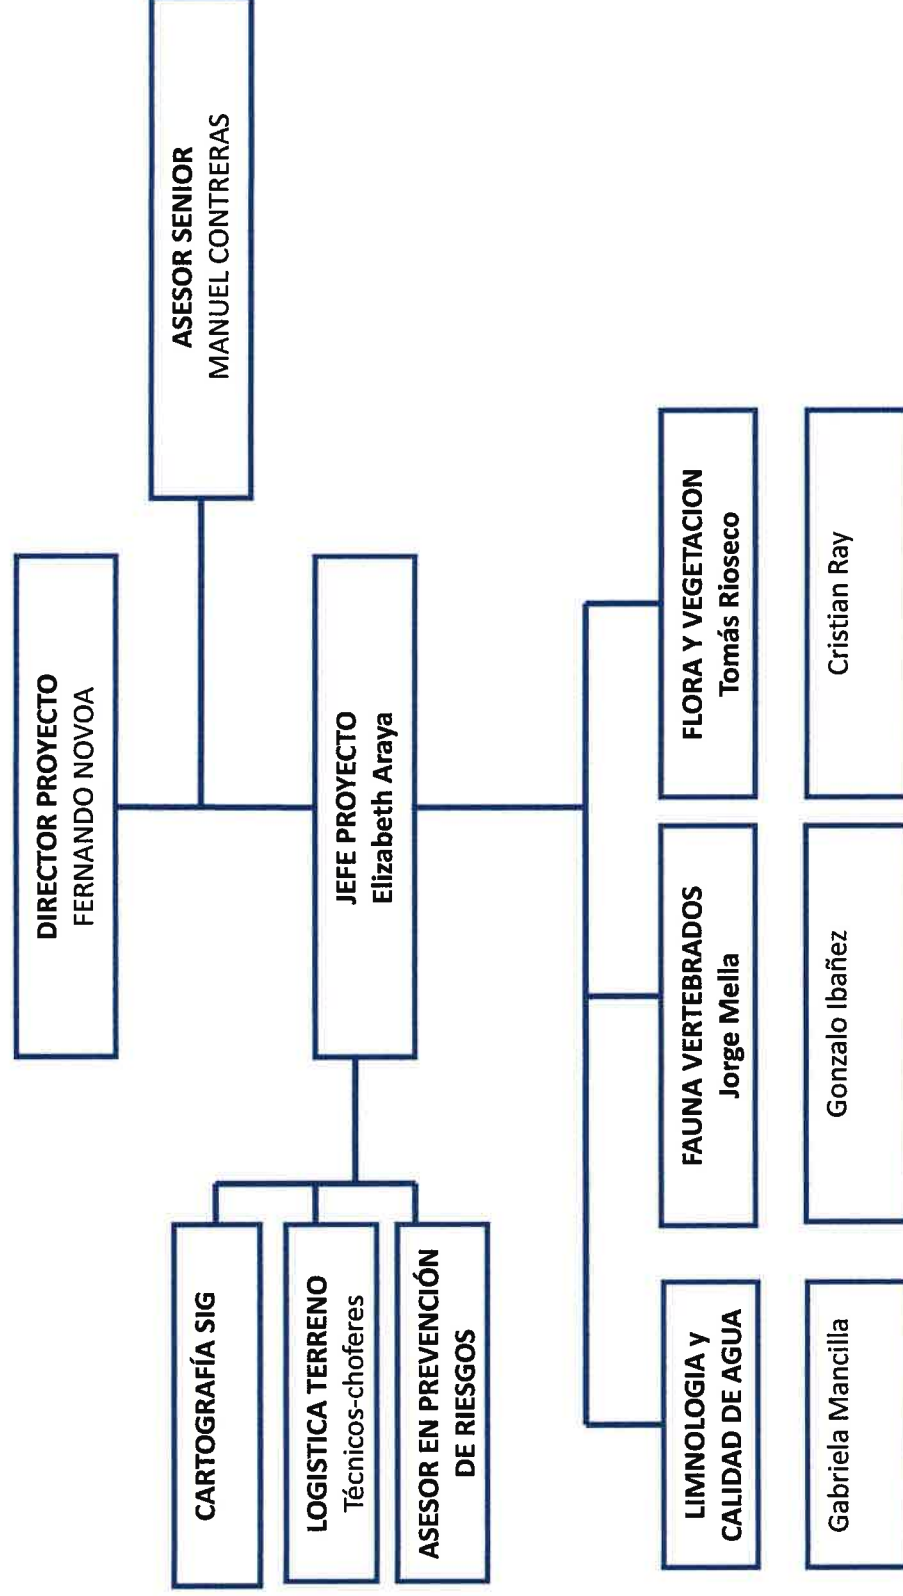 DIRECTOR PROYECTO
FERNANDO NOVOA
ASESOR SENIOR
MANUEL CONTRERAS
JEFE PROYECTO
Elizabeth Araya
CARTOGRAFÍA SIG
LOGISTICA TERRENO
Técnicos-choferes
ASESOR EN PREVENCIÓN
DE RIESGOS
LIMNOLOGIA y
CALIDAD DE AGUA
FAUNA VERTEBRADOS
Jorge Mella
FLORA Y VEGETACION
Tomás Rioseco
Gabriela Mancilla
Gonzalo Ibañez
Cristian Ray